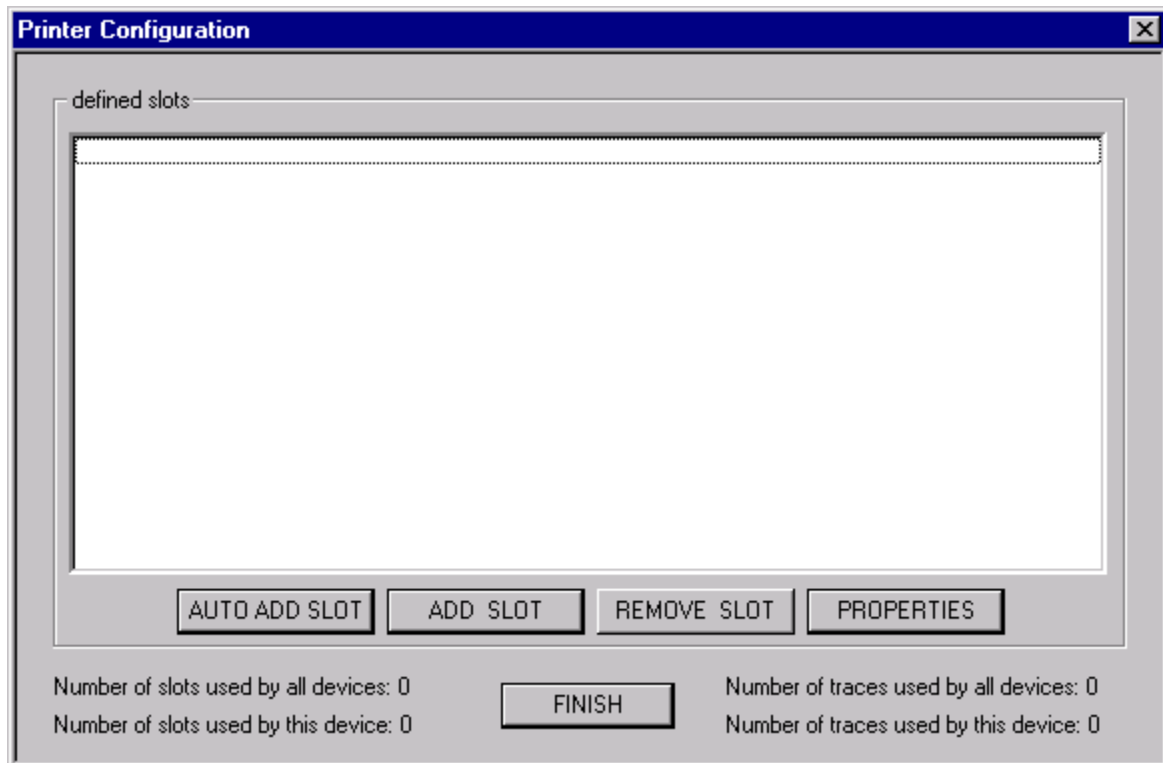 Printer Configuration
defined slots
AUTO ADD SLOT
ADD SLOT
REMOVE SLOT
PROPERTIES
Number of slots used by all devices: 0
Number of slots used by this device: 0
FINISH
Number of traces used by all devices: 0
Number of traces used by this device: 0